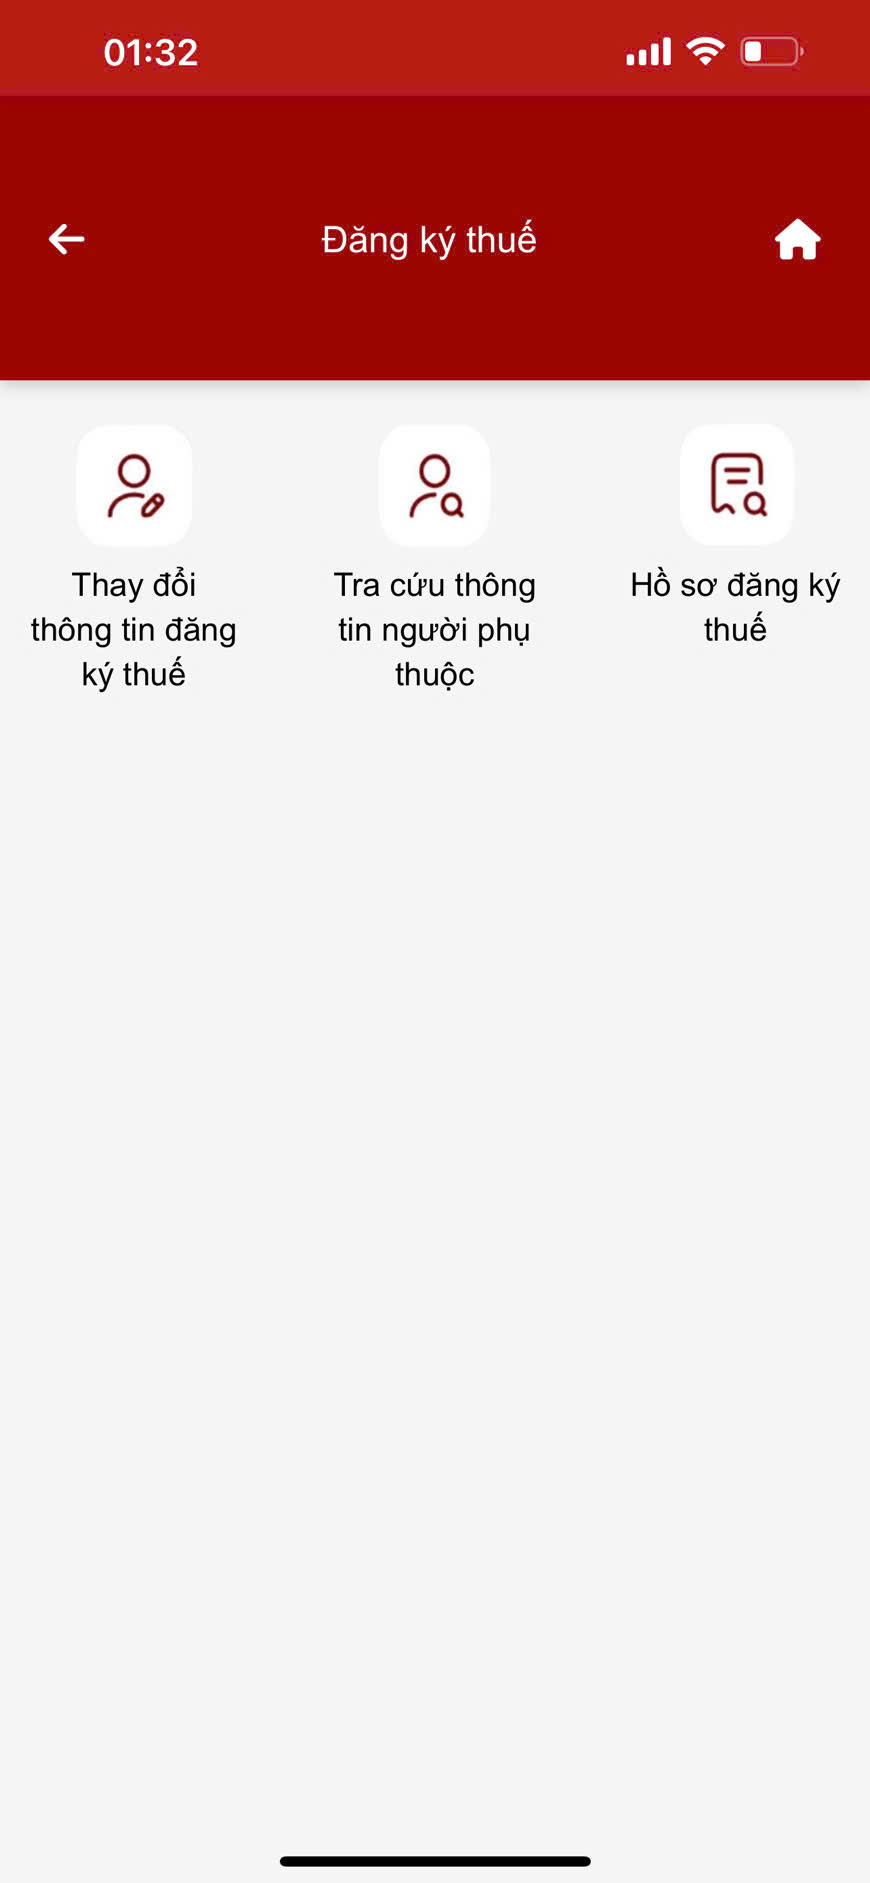 01:32
Đăng ký thuế
Thay đổi
thông tin đăng
ký thuế
Tra cứu thông
tin người phụ
thuộc
Hồ sơ đăng ký
thuế